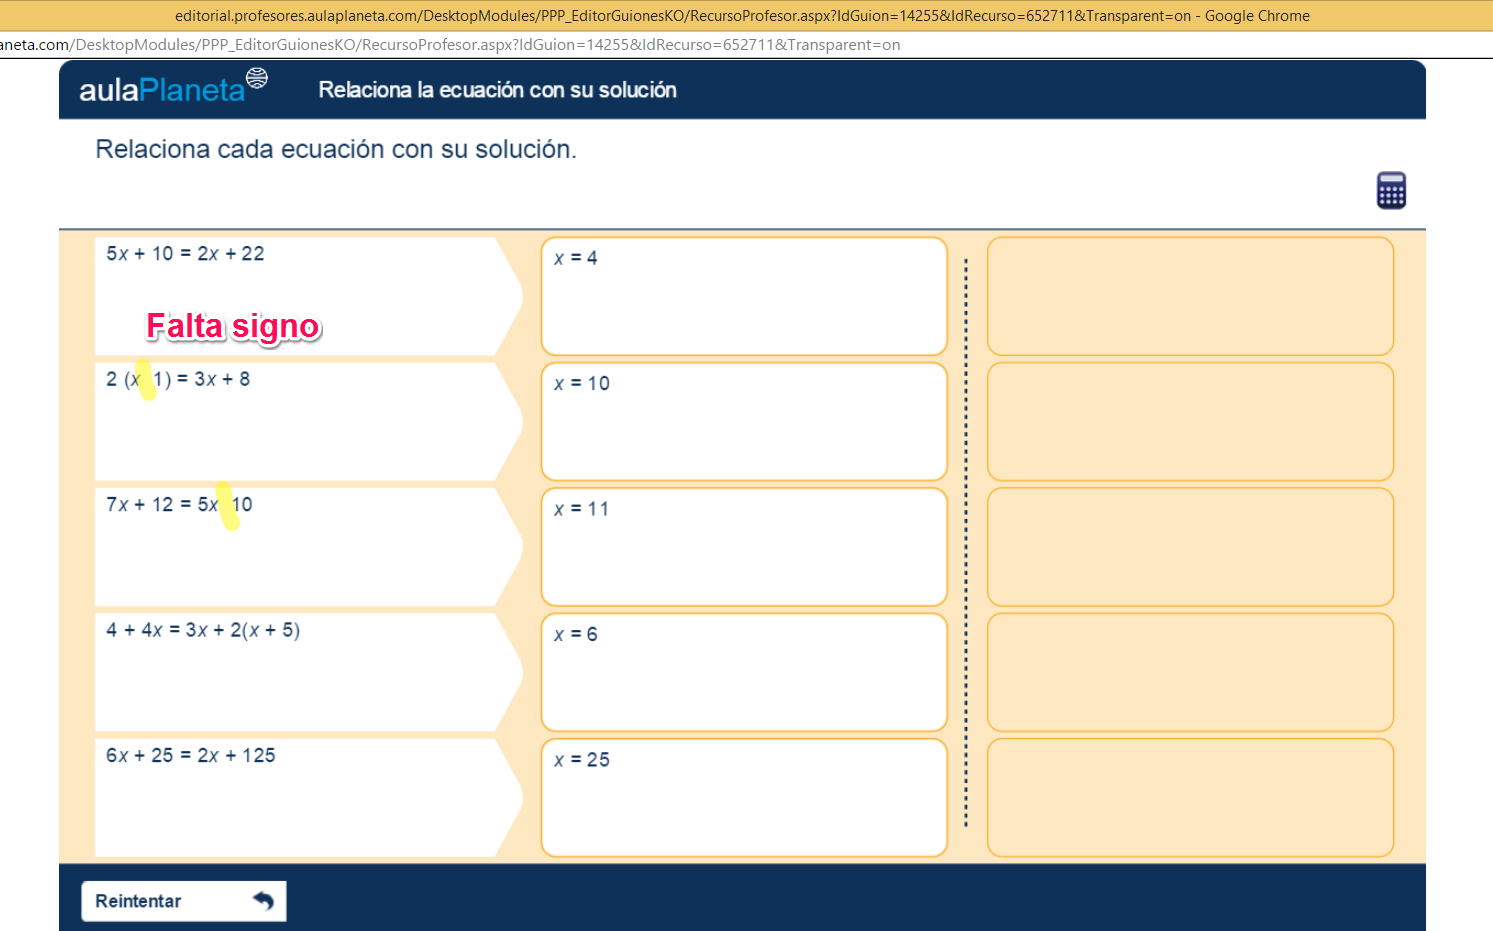 editorial.profesores.aulaplaneta.com/DesktopModules/PPP_EditorGuionesKO/RecursoProfesor.aspx?IdGuion=14255&IdRecurso=652711&Transparent=on - Google Chrome
aneta.com/DesktopModules/PPP_EditorGuionesKO/RecursoProfesor.aspx?IdGuion=14255&IdRecurso=652711&Transparent=on
aulaPlaneta Relaciona la ecuación con su solución
Relaciona cada ecuación con su solución.
5x + 10 = 2x + 22
x = 4
Falta signo
2 (x 1) = 3x + 8
x = 10
7x + 12 = 5x 10
x = 11
4 + 4x = 3x + 2(x + 5)
x = 6
6x + 25 = 2x + 125
x = 25
Reintentar